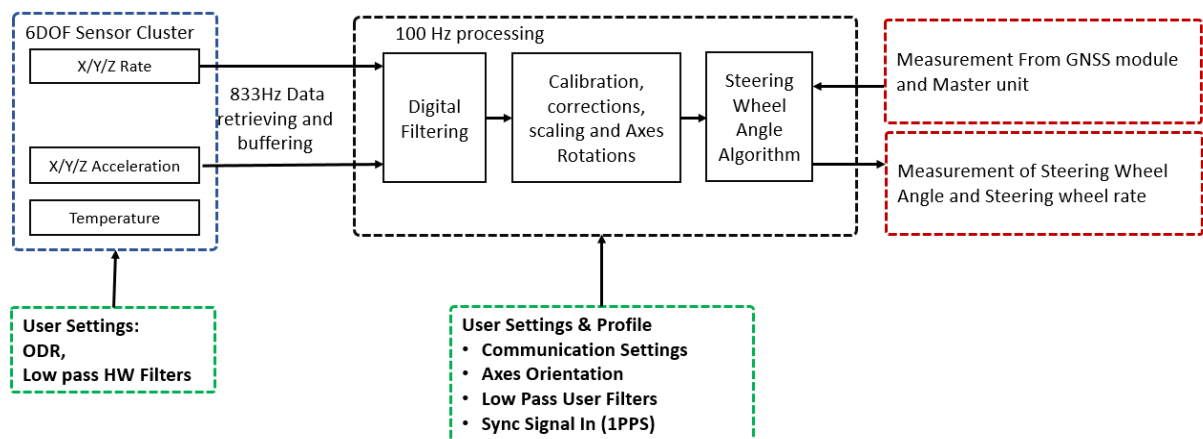 6DOF Sensor Cluster
X/Y/Z Rate
X/Y/Z Acceleration
Temperature
833Hz Data
retrieving and
buffering
100 Hz processing
Digital
Filtering
Calibration,
corrections,
scaling and Axes
Rotations
Steering
Wheel
Angle
Algorithm
Measurement From GNSS module
and Master unit
Measurement of Steering Wheel
Angle and Steering wheel rate
User Settings:
ODR,
Low pass HW Filters
User Settings & Profile
• Communication Settings
• Axes Orientation
• Low Pass User Filters
• Sync Signal In (1PPS)